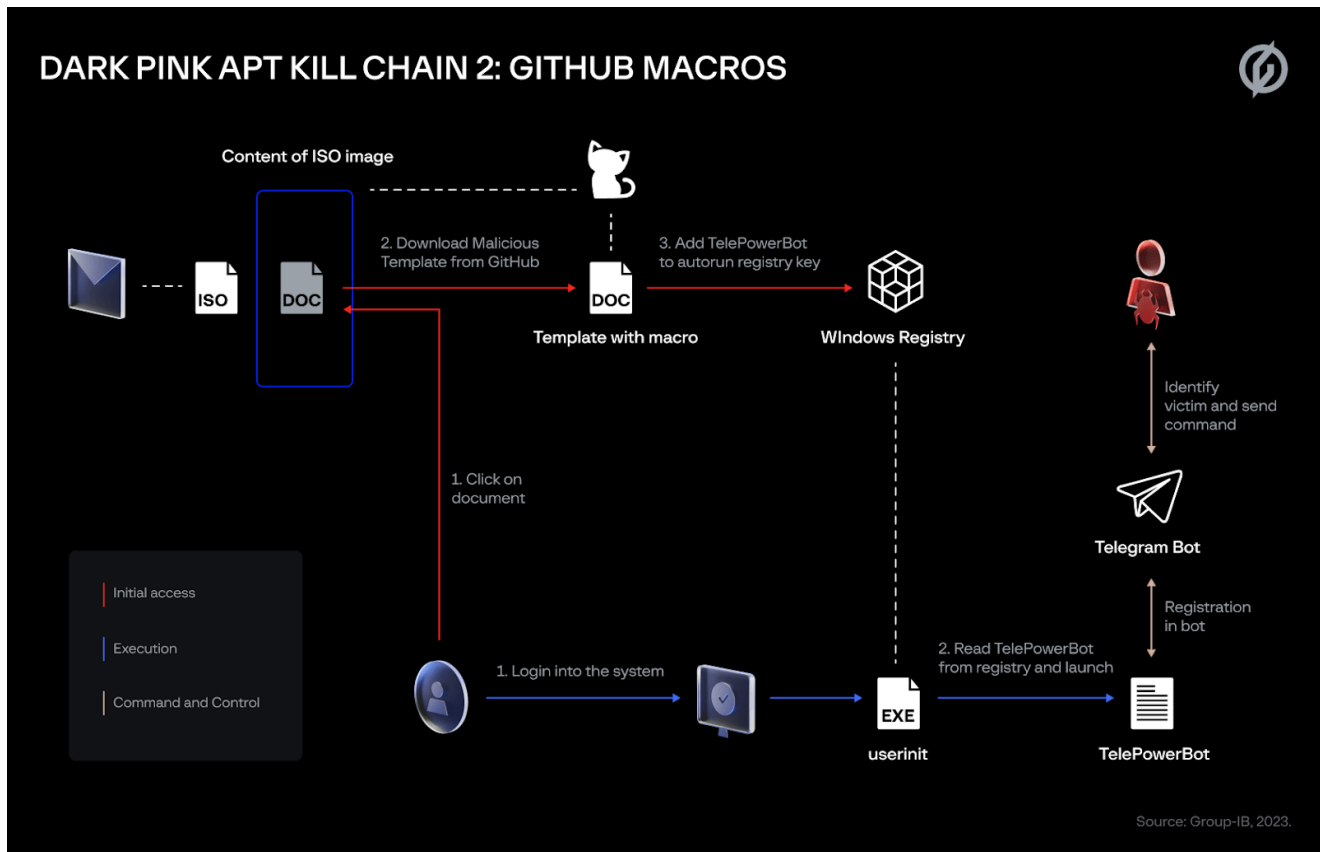 DARK PINK APT KILL CHAIN 2: GITHUB MACROS
Content of ISO image
2. Download Malicious
Template from GitHub
3. Add TelePowerBot
to autorun registry key
ISO
DOC
DOC
Template with macro
WIndows Registry
Identify
victim and send
command
1. Click on
document
Telegram Bot
Initial access
Execution
Command and Control
Registration
in bot
1. Login into the system
2. Read TelePowerBot
from registry and launch
EXE
userinit
TelePowerBot
Source: Group-IB, 2023.